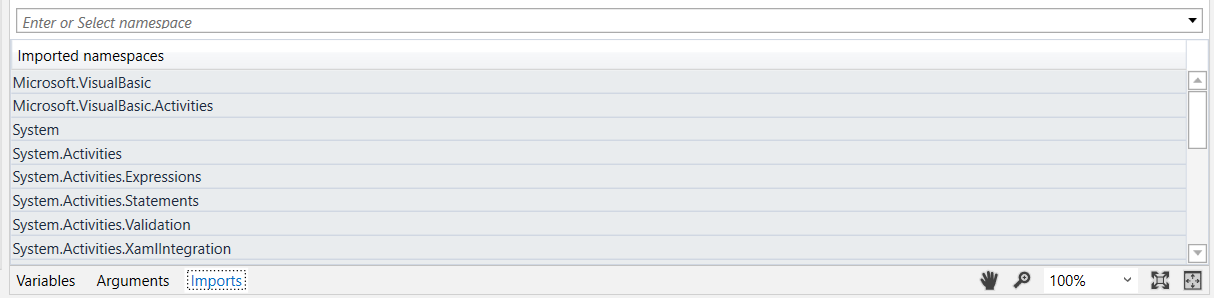 Enter or Select namespace
Imported namespaces
Microsoft.VisualBasic
Microsoft.VisualBasic.Activities
System
System.Activities
System.Activities.Expressions
System.Activities.Statements
System.Activities.Validation
System.Activities.XamlIntegration
Variables Arguments Imports 100%